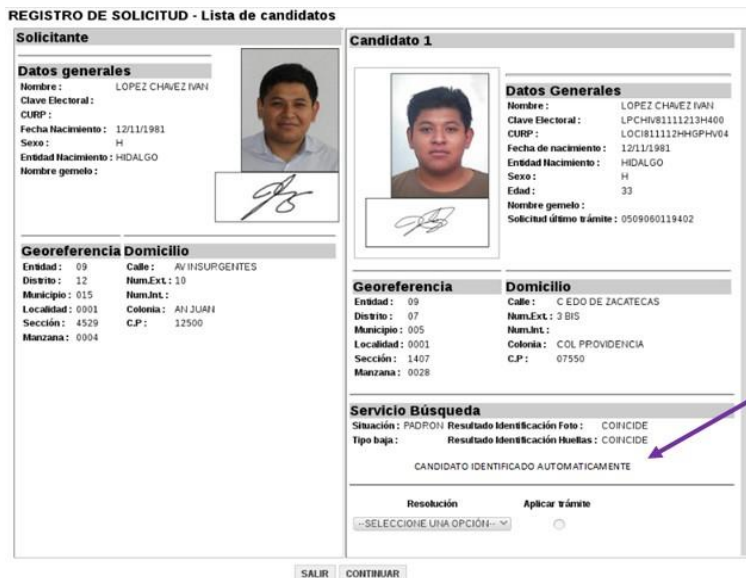 REGISTRO DE SOLICITUD - Lista de candidatos
Solicitante
Datos generales
Nombre : LOPEZ CHAVEZ IVAN
Clave Electoral :
CURP :
Fecha Nacimiento : 12/11/1981
Sexo : H
Entidad Nacimiento : HIDALGO
Nombre gemelo :
Georeferencia Domicilio
Entidad : 09 Calle : AV INSURGENTES
Distrito : 12 Num.Ext. : 10
Municipio : 015 Num.Int. :
Localidad : 0001 Colonia : AN JUAN
Sección : 4529 C.P : 12500
Manzana : 0004
Candidato 1
Datos Generales
Nombre : LOPEZ CHAVEZ IVAN
Clave Electoral : LPCHIV81111213H400
CURP : LOCI811112HHGPHV04
Fecha de nacimiento : 12/11/1981
Entidad Nacimiento : HIDALGO
Sexo : H
Edad : 33
Nombre gemelo :
Solicitud último trámite : 0509060119402
Georeferencia Domicilio
Entidad : 09 Calle : C EDO DE ZACATECAS
Distrito : 07 Num.Ext. : 3 BIS
Municipio : 005 Num.Int. :
Localidad : 0001 Colonia : COL PROVIDENCIA
Sección : 1407 C.P : 07550
Manzana : 0028
Servicio Búsqueda
Situación : PADRON Resultado Identificación Foto : COINCIDE
Tipo baja : Resultado Identificación Huellas : COINCIDE
CANDIDATO IDENTIFICADO AUTOMATICAMENTE
Resolución Aplicar trámite
--SELECCIONE UNA OPCIÓN--
SALIR CONTINUAR